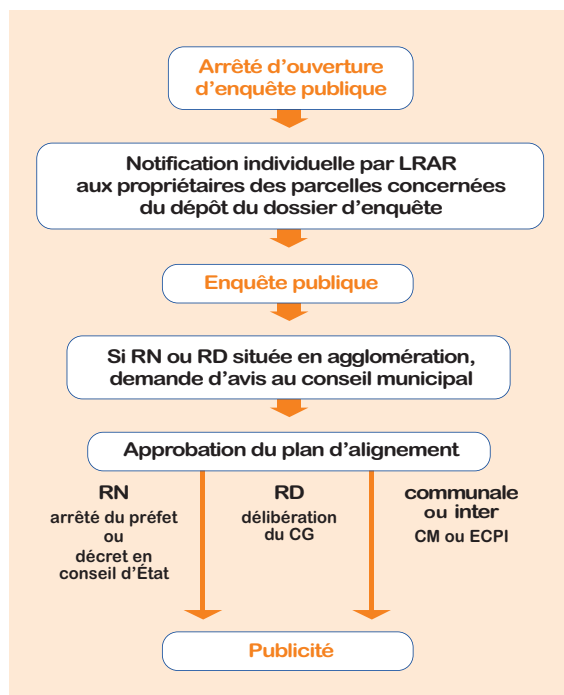 Arrêté d’ouverture
d’enquête publique
Notification individuelle par LRAR
aux propriétaires des parcelles concernées
du dépôt du dossier d’enquête
Enquête publique
Si RN ou RD située en agglomération,
demande d’avis au conseil municipal
Approbation du plan d’alignement
RN
arrêté du préfet
ou
décret en
conseil d’État
RD
délibération
du CG
communale
ou inter
CM ou ECPI
Publicité